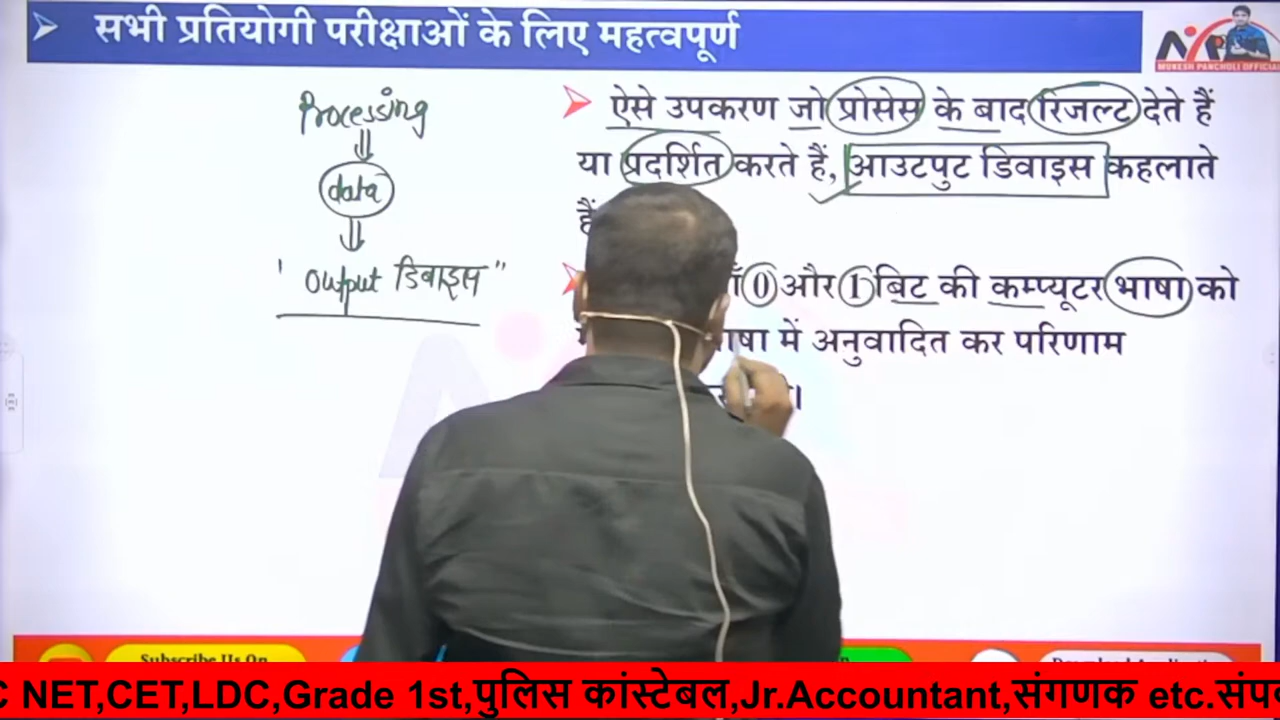 सभी प्रतियोगी परीक्षाओं के लिए महत्वपूर्ण
MUKESH PANCHOLI OFFICIAL
Processing
data
" Output डिवाइस "
ऐसे उपकरण जो प्रोसेस के बाद रिजल्ट देते हैं
या प्रदर्शित करते हैं, आउटपुट डिवाइस कहलाते
हैं
0 और 1 बिट की कम्प्यूटर भाषा को
में अनुवादित कर परिणाम
Subscribe Us On
NET,CET,LDC,Grade 1st,पुलिस कांस्टेबल,Jr.Accountant,संगणक etc.